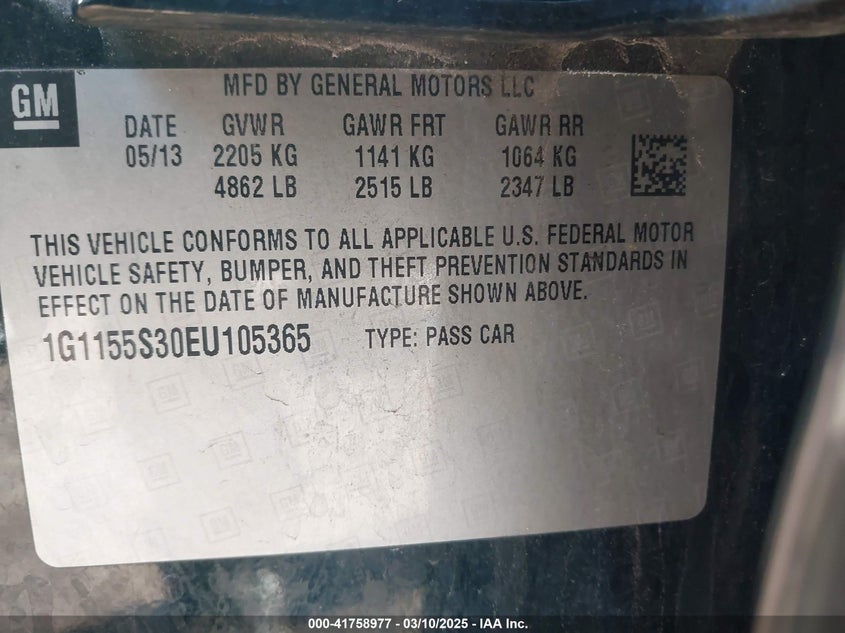 GM
MFD BY GENERAL MOTORS LLC
DATE GVWR GAWR FRT GAWR RR
05/13 2205 KG 1141 KG 1064 KG
4862 LB 2515 LB 2347 LB
THIS VEHICLE CONFORMS TO ALL APPLICABLE U.S. FEDERAL MOTOR
VEHICLE SAFETY, BUMPER, AND THEFT PREVENTION STANDARDS IN
EFFECT ON THE DATE OF MANUFACTURE SHOWN ABOVE.
1G1155S30EU105365 TYPE: PASS CAR
000-41758977 - 03/10/2025 - IAA Inc.